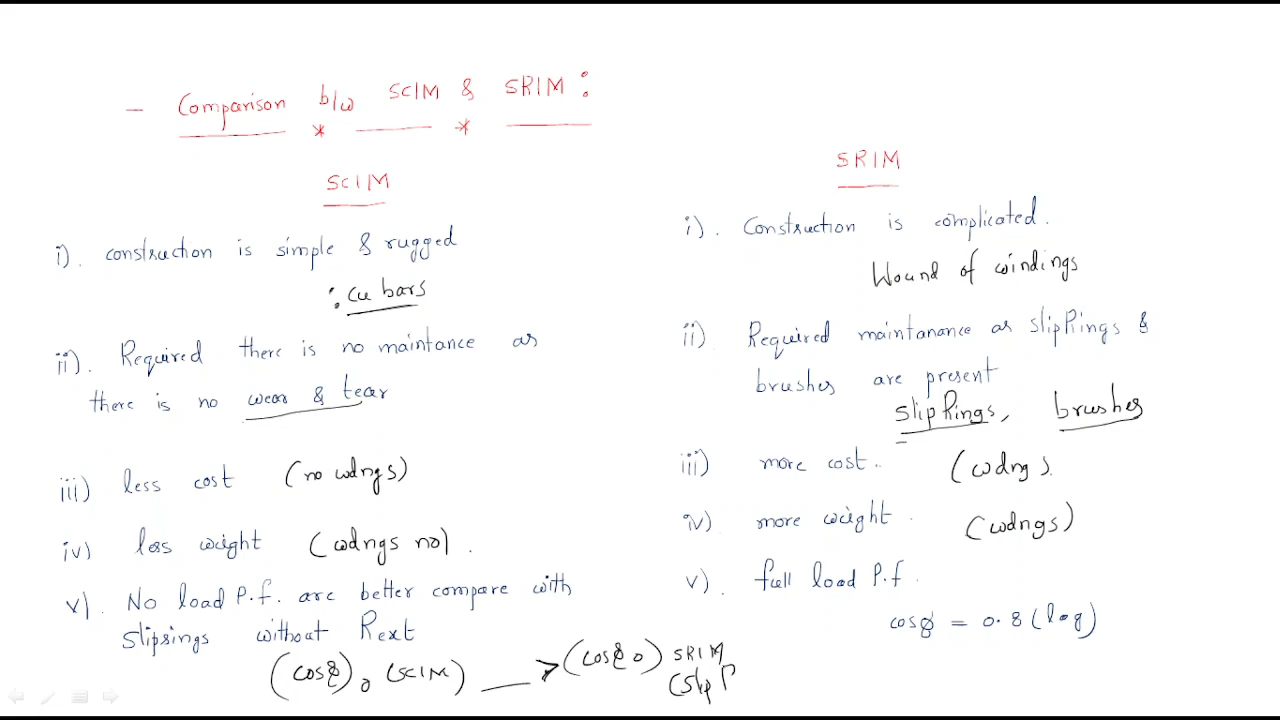 - Comparison b/w SCIM & SRIM :
SCIM
i). construction is simple & rugged
: cu bars
ii). Required there is no maintance as
there is no wear & tear
iii) less cost (no wdngs)
iv) less weight (wdngs no) .
v). No load P.f. are better compare with
Slipsings without Rext
(cosφ)o (SCIM) > (cosφo) SRIM
(Slip
SRIM
i). Construction is complicated.
Wound of windings
ii). Required maintanance as slipRings &
brushes are present
slipRings, brushes
iii) more cost.. (wdngs.
iv) more weight. (wdngs)
v). full load P.f.
cosφ = 0.8 (log)